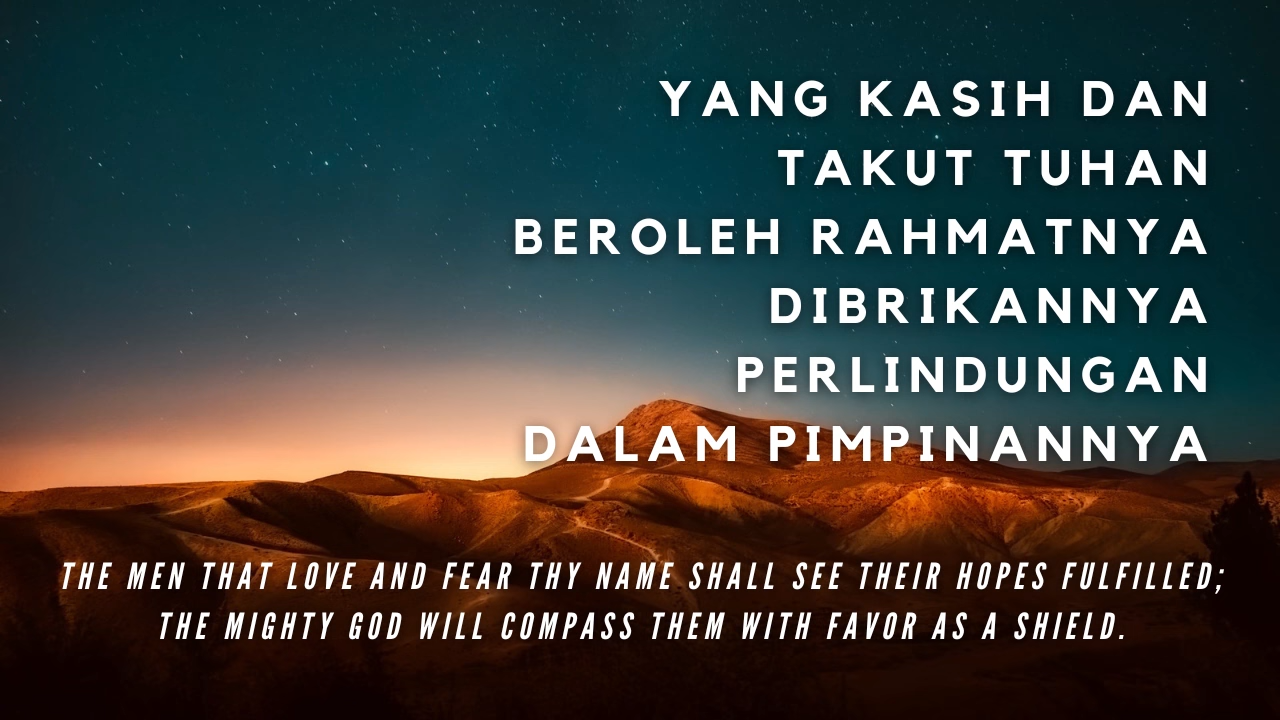 YANG KASIH DAN
TAKUT TUHAN
BEROLEH RAHMATNYA
DIBRIKANNYA
PERLINDUNGAN
DALAM PIMPINANNYA
THE MEN THAT LOVE AND FEAR THY NAME SHALL SEE THEIR HOPES FULFILLED;
THE MIGHTY GOD WILL COMPASS THEM WITH FAVOR AS A SHIELD.